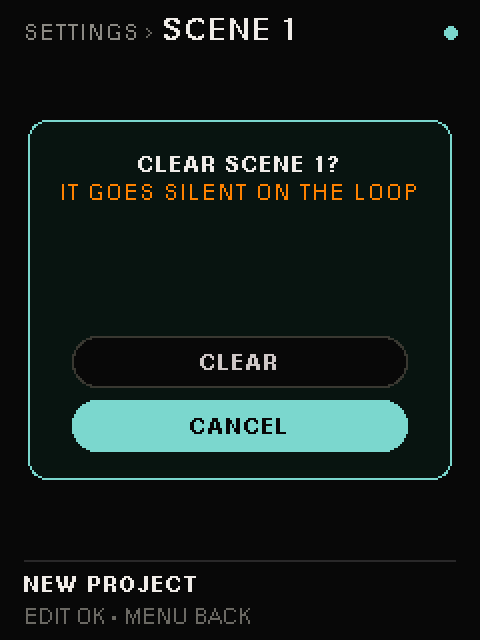 SETTINGS › SCENE 1
CLEAR SCENE 1?
IT GOES SILENT ON THE LOOP
CLEAR
CANCEL
NEW PROJECT
EDIT OK · MENU BACK